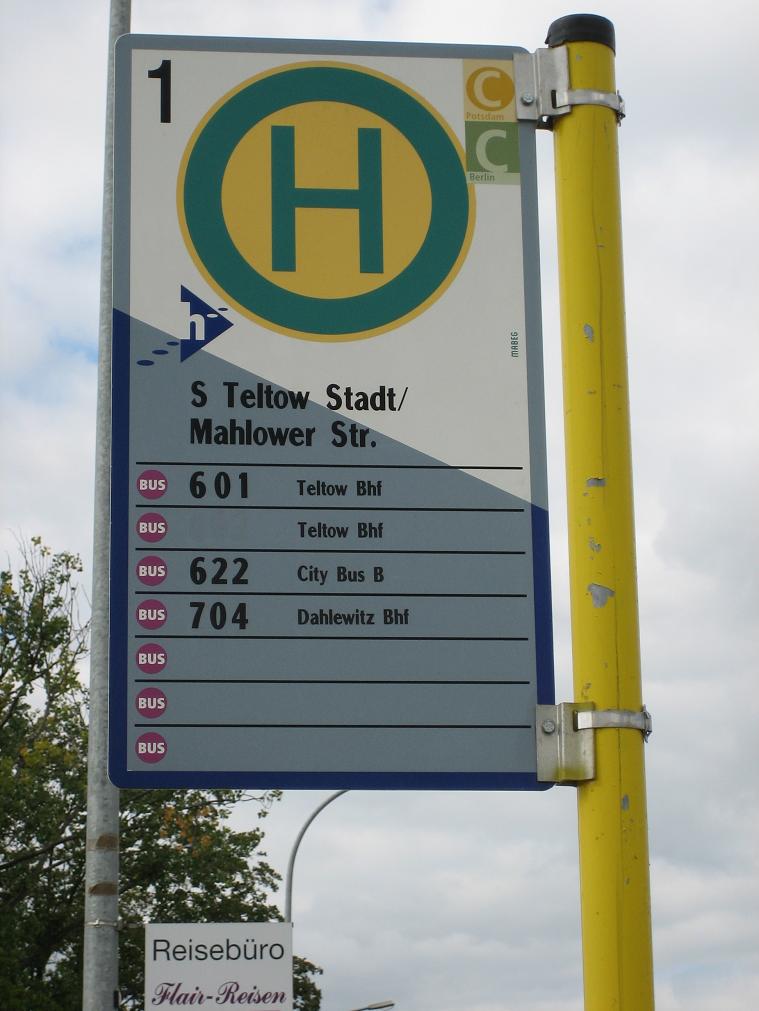 1
H
C
Potsdam
C
Berlin
h
MABEG
S Teltow Stadt/
Mahlower Str.
BUS 601 Teltow Bhf
BUS Teltow Bhf
BUS 622 City Bus B
BUS 704 Dahlewitz Bhf
BUS
BUS
BUS
Reisebüro
Flair-Reisen